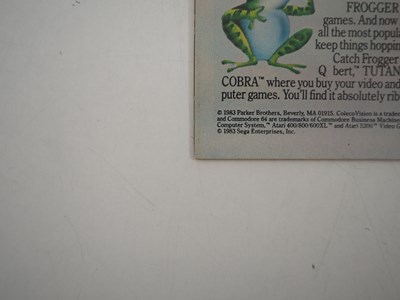 FROGGER
games. And now
all the most popula
keep things hoppin
Catch Frogger
Q bert,™ TUTAN
COBRA™ where you buy your video and
puter games. You'll find it absolutely rib
© 1983 Parker Brothers, Beverly, MA 01915. ColecoVision is a tradem
and Commodore 64 are trademarks of Commodore Business Machine
Computer System,™ Atari 400/800/600XL™ and Atari 5200™ Video G
© 1983 Sega Enterprises, Inc.